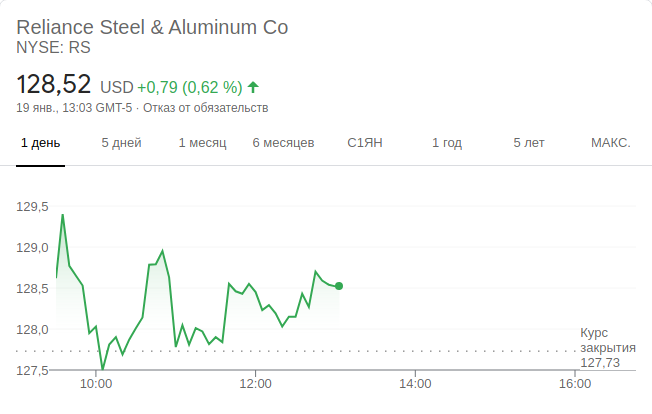 Reliance Steel & Aluminum Co
NYSE: RS
128,52 USD +0,79 (0,62 %)
19 янв., 13:03 GMT-5 · Отказ от обязательств
1 день 5 дней 1 месяц 6 месяцев С1ЯН 1 год 5 лет МАКС.
129,5
129,0
128,5
128,0
Курс
закрытия
127,73
127,5
10:00 12:00 14:00 16:00